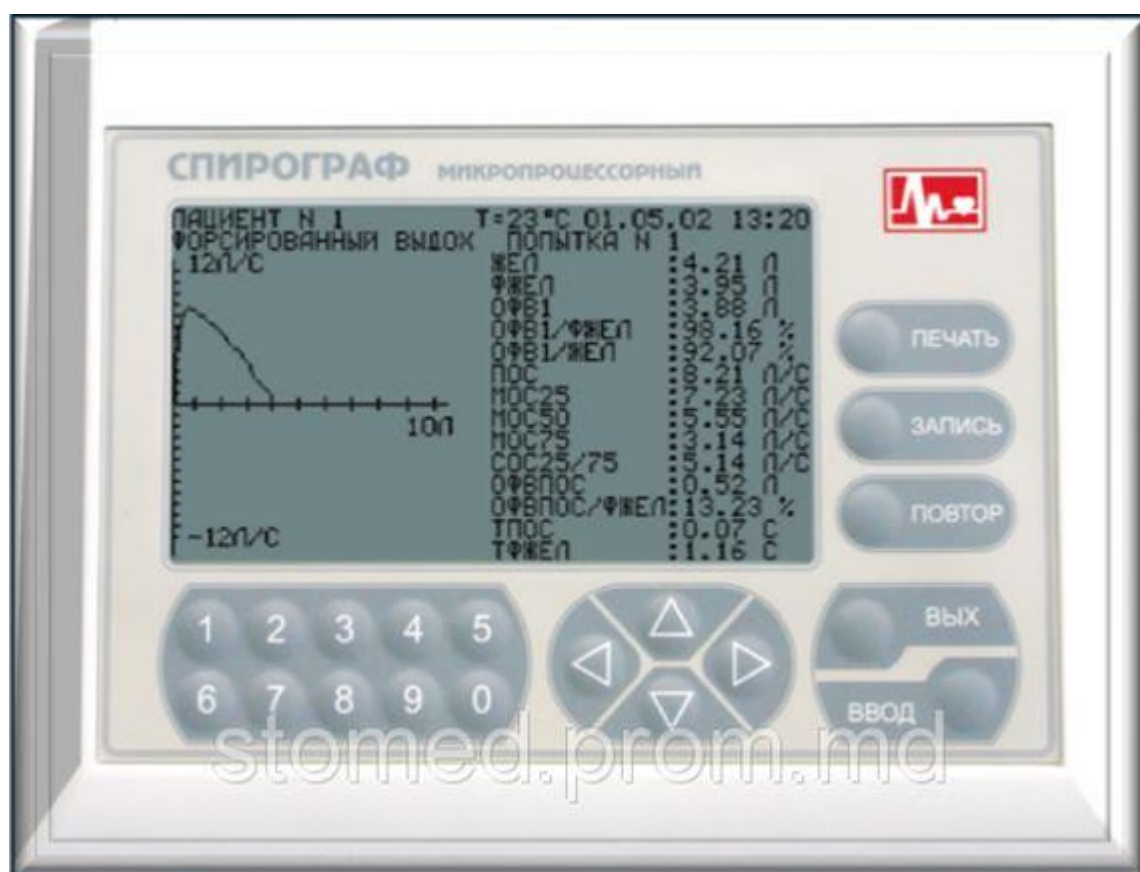 СПИРОГРАФ МИКРОПРОЦЕССОРНЫЙ
ПАЦИЕНТ N 1 T=23°C 01.05.02 13:20
ФОРСИРОВАННЫЙ ВЫДОХ ПОПЫТКА N 1
12Л/С
ЖЕЛ :4.21 Л
ФЖЕЛ :3.95 Л
ОФВ1 :3.88 Л
ОФВ1/ФЖЕЛ :98.16 %
ОФВ1/ЖЕЛ :92.07 %
ПОС :8.21 Л/С
МОС25 :7.23 Л/С
МОС50 :5.55 Л/С
МОС75 :3.14 Л/С
СОС25/75 :5.14 Л/С
ОФВПОС :0.52 Л
ОФВПОС/ФЖЕЛ:13.23 %
ТПОС :0.07 С
ТФЖЕЛ :1.16 С
10Л
-12Л/С
ПЕЧАТЬ
ЗАПИСЬ
ПОВТОР
1 2 3 4 5
6 7 8 9 0
ВЫХ
ВВОД
stomed.prom.md